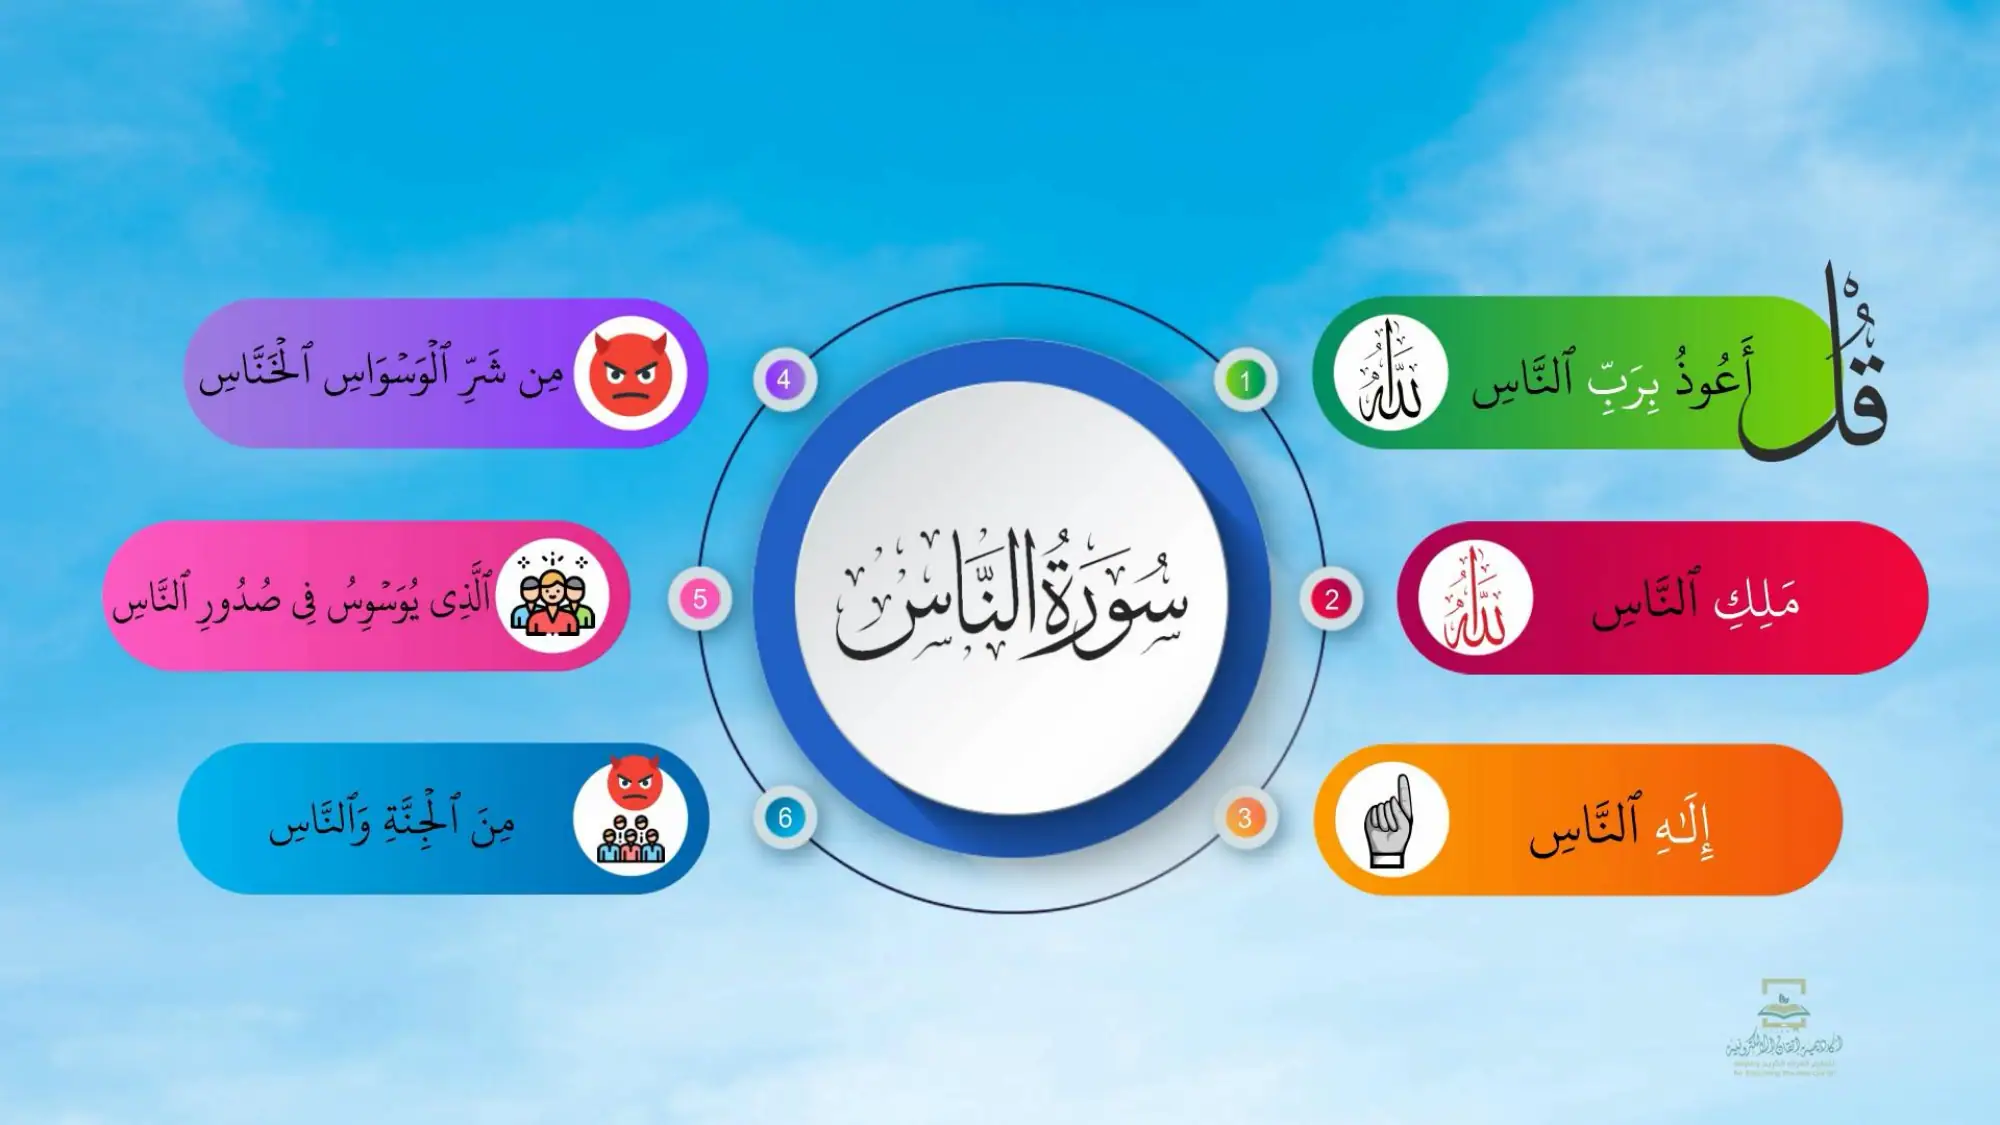 سُورَةُ النَّاسِ
1
قُلْ أَعُوذُ بِرَبِّ ٱلنَّاسِ
الله
2
مَلِكِ ٱلنَّاسِ
الله
3
إِلَـٰهِ ٱلنَّاسِ
4
مِن شَرِّ ٱلْوَسْوَاسِ ٱلْخَنَّاسِ
5
ٱلَّذِى يُوَسْوِسُ فِى صُدُورِ ٱلنَّاسِ
6
مِنَ ٱلْجِنَّةِ وَٱلنَّاسِ